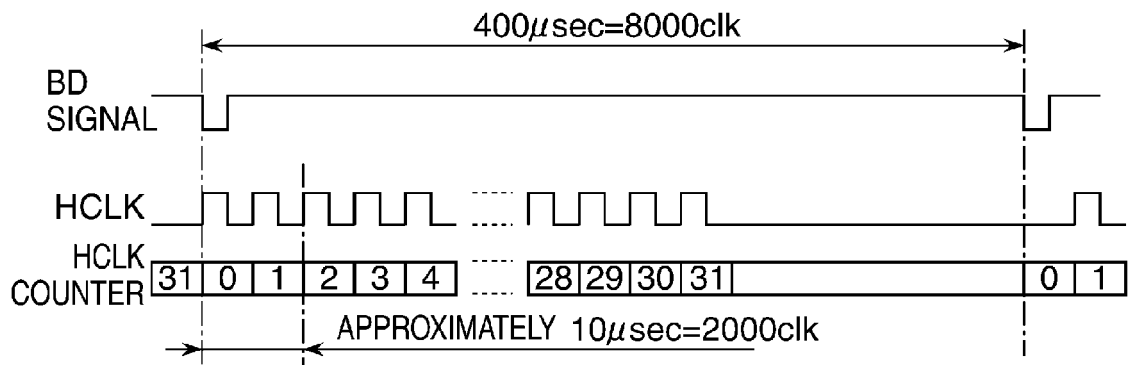 400μsec=8000clk
BD
SIGNAL
HCLK
HCLK
COUNTER
31 0 1 2 3 4 28 29 30 31 0 1
APPROXIMATELY 10μsec=2000clk